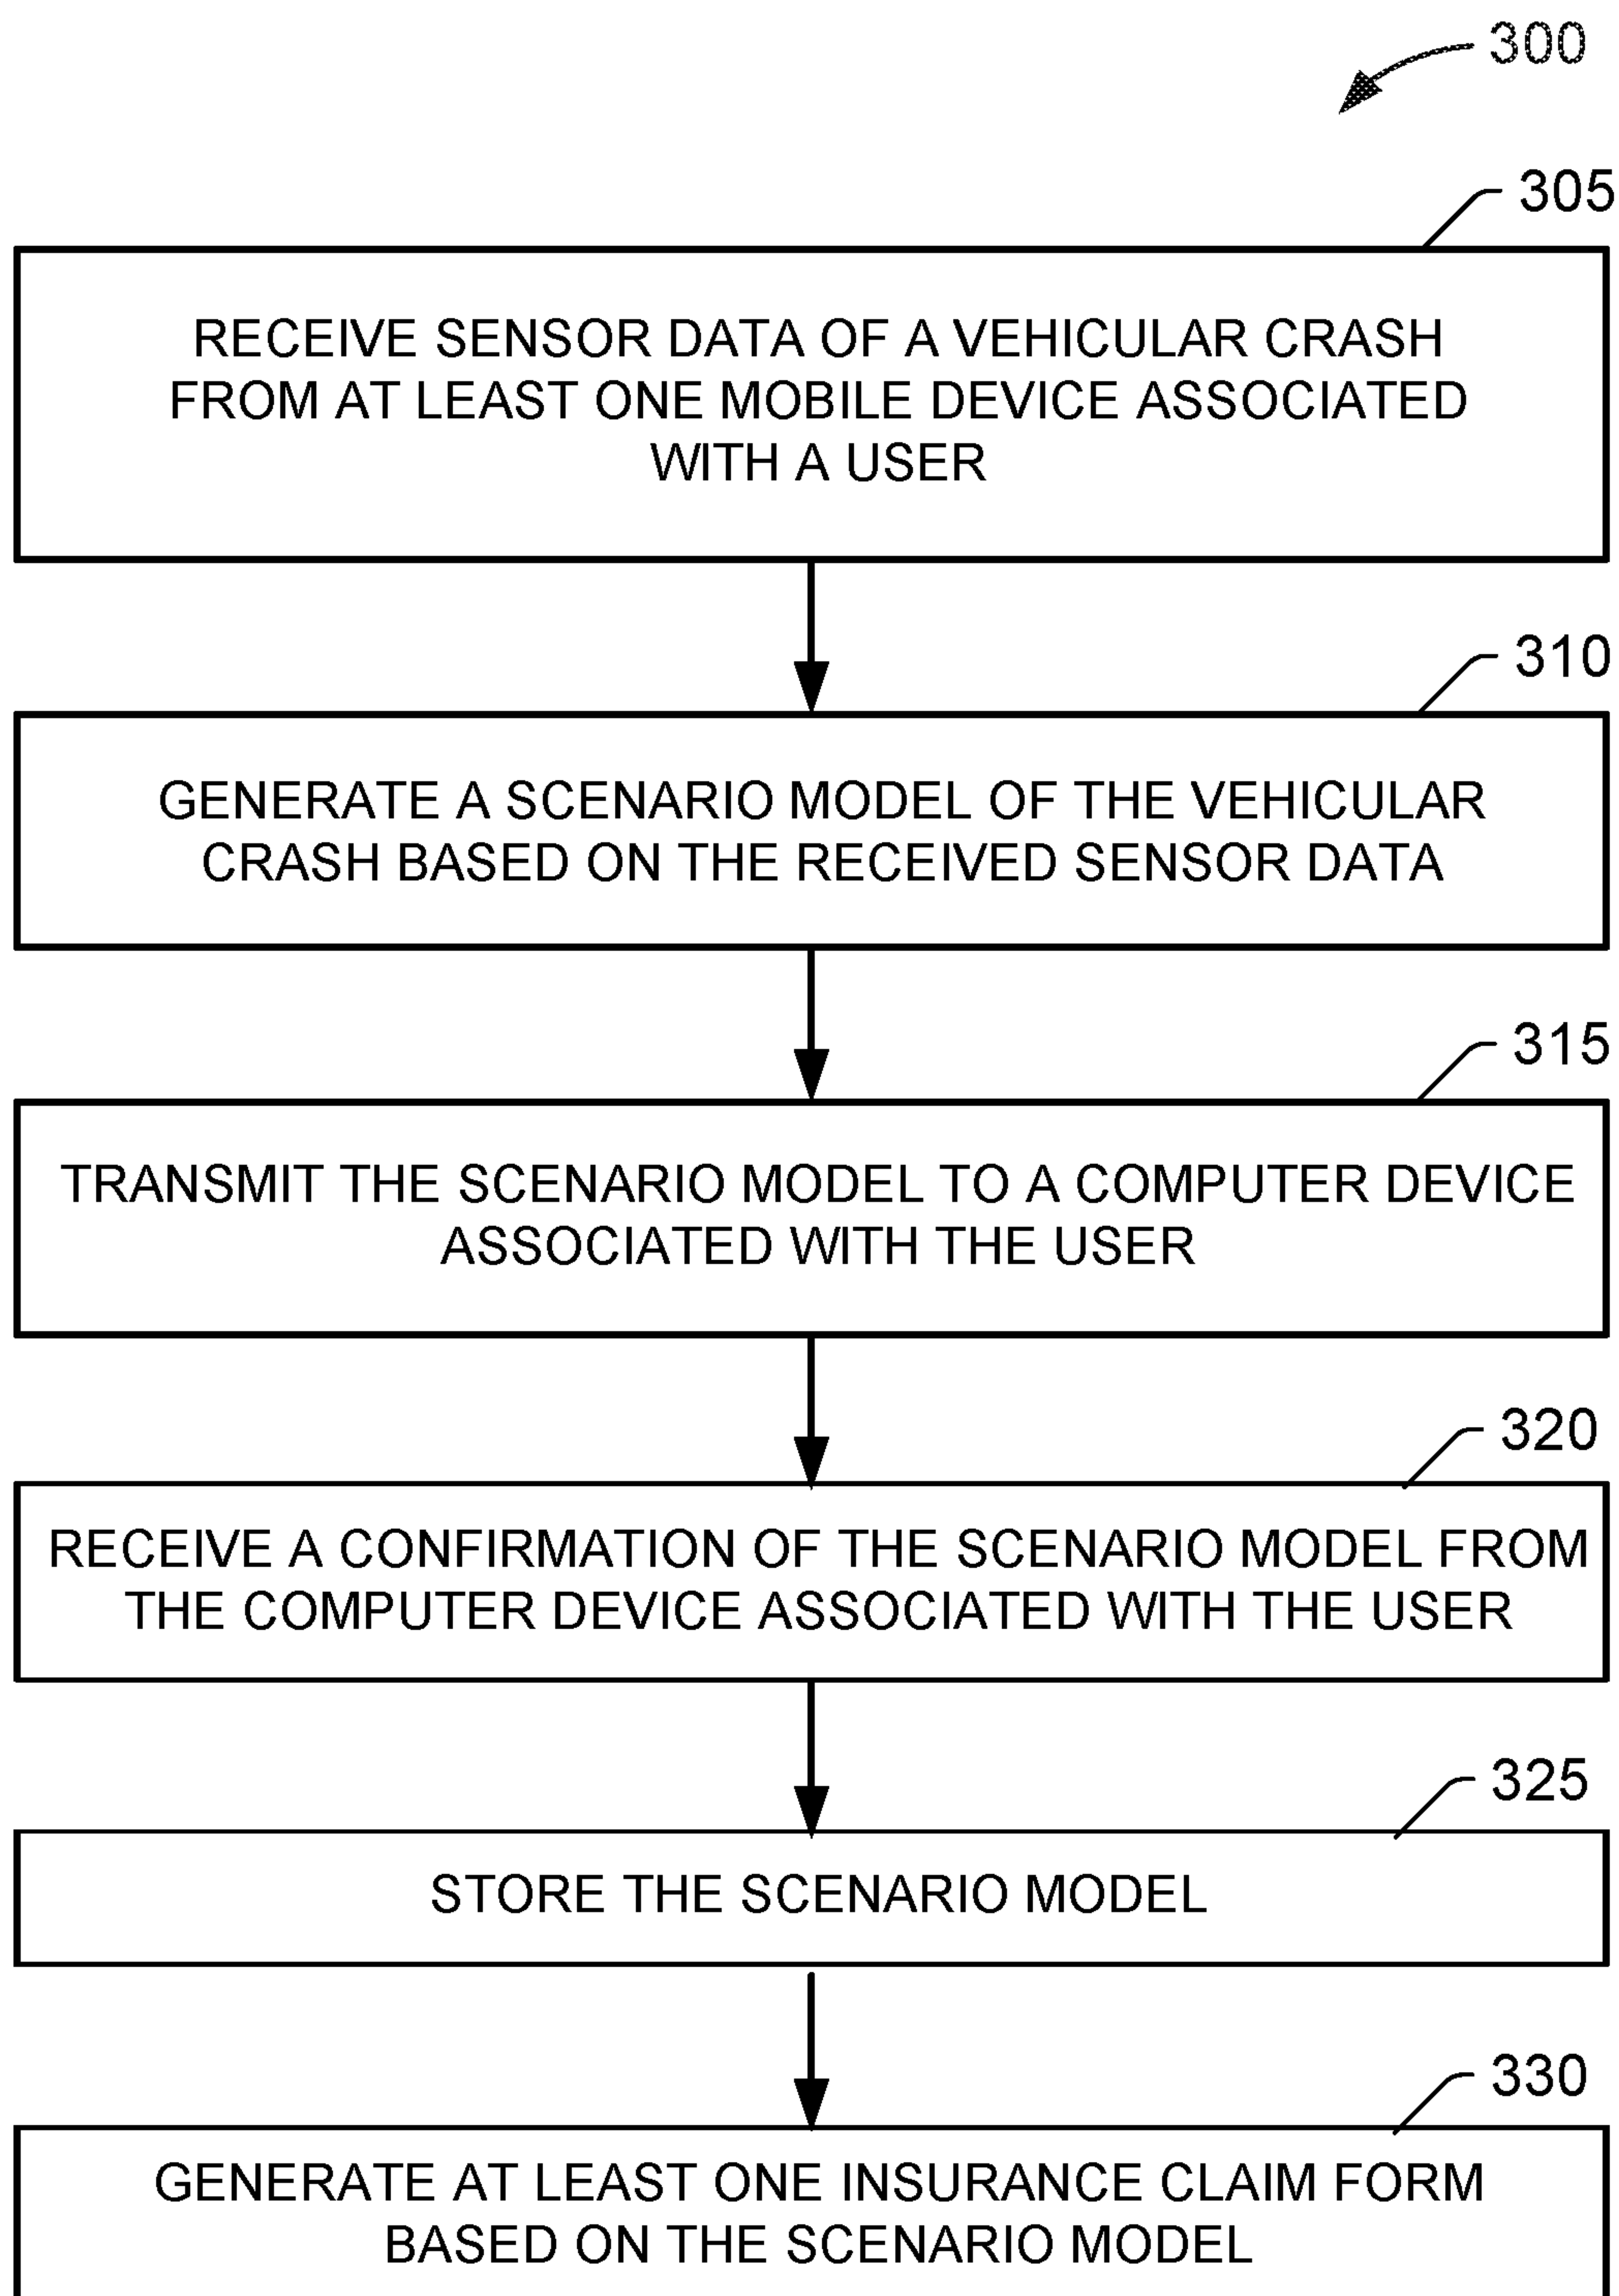 300
305
RECEIVE SENSOR DATA OF A VEHICULAR CRASH
FROM AT LEAST ONE MOBILE DEVICE ASSOCIATED
WITH A USER
310
GENERATE A SCENARIO MODEL OF THE VEHICULAR
CRASH BASED ON THE RECEIVED SENSOR DATA
315
TRANSMIT THE SCENARIO MODEL TO A COMPUTER DEVICE
ASSOCIATED WITH THE USER
320
RECEIVE A CONFIRMATION OF THE SCENARIO MODEL FROM
THE COMPUTER DEVICE ASSOCIATED WITH THE USER
325
STORE THE SCENARIO MODEL
330
GENERATE AT LEAST ONE INSURANCE CLAIM FORM
BASED ON THE SCENARIO MODEL